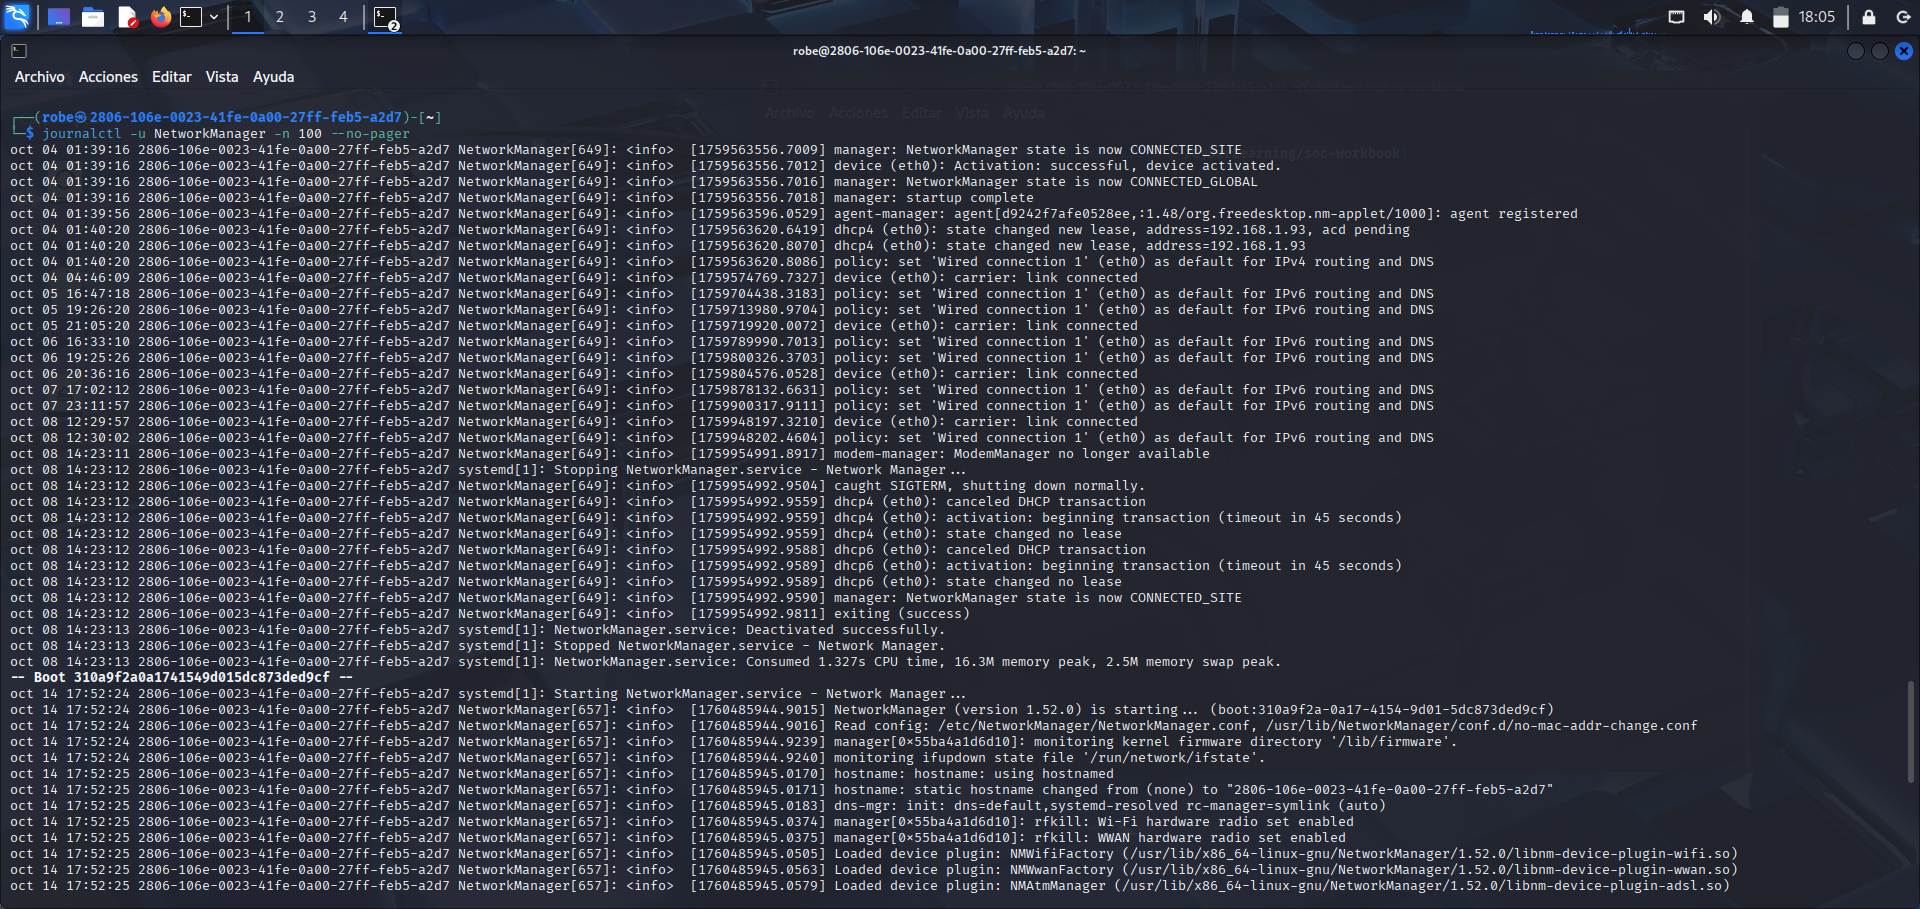 1 2 3 4 2 18:05
robe@2806-106e-0023-41fe-0a00-27ff-feb5-a2d7: ~
Archivo Acciones Editar Vista Ayuda
Archivo Acciones Editar Vista Ayuda
┌──(robe㉿2806-106e-0023-41fe-0a00-27ff-feb5-a2d7)-[~]
└─$ journalctl -u NetworkManager -n 100 --no-pager
oct 04 01:39:16 2806-106e-0023-41fe-0a00-27ff-feb5-a2d7 NetworkManager[649]: <info>  [1759563556.7009] manager: NetworkManager state is now CONNECTED_SITE
oct 04 01:39:16 2806-106e-0023-41fe-0a00-27ff-feb5-a2d7 NetworkManager[649]: <info>  [1759563556.7012] device (eth0): Activation: successful, device activated.
oct 04 01:39:16 2806-106e-0023-41fe-0a00-27ff-feb5-a2d7 NetworkManager[649]: <info>  [1759563556.7016] manager: NetworkManager state is now CONNECTED_GLOBAL
oct 04 01:39:16 2806-106e-0023-41fe-0a00-27ff-feb5-a2d7 NetworkManager[649]: <info>  [1759563556.7018] manager: startup complete
oct 04 01:39:56 2806-106e-0023-41fe-0a00-27ff-feb5-a2d7 NetworkManager[649]: <info>  [1759563596.0529] agent-manager: agent[d9242f7afe0528ee,:1.48/org.freedesktop.nm-applet/1000]: agent registered
oct 04 01:40:20 2806-106e-0023-41fe-0a00-27ff-feb5-a2d7 NetworkManager[649]: <info>  [1759563620.6419] dhcp4 (eth0): state changed new lease, address=192.168.1.93, acd pending
oct 04 01:40:20 2806-106e-0023-41fe-0a00-27ff-feb5-a2d7 NetworkManager[649]: <info>  [1759563620.8070] dhcp4 (eth0): state changed new lease, address=192.168.1.93
oct 04 01:40:20 2806-106e-0023-41fe-0a00-27ff-feb5-a2d7 NetworkManager[649]: <info>  [1759563620.8086] policy: set 'Wired connection 1' (eth0) as default for IPv4 routing and DNS
oct 04 04:46:09 2806-106e-0023-41fe-0a00-27ff-feb5-a2d7 NetworkManager[649]: <info>  [1759574769.7327] device (eth0): carrier: link connected
oct 05 16:47:18 2806-106e-0023-41fe-0a00-27ff-feb5-a2d7 NetworkManager[649]: <info>  [1759704438.3183] policy: set 'Wired connection 1' (eth0) as default for IPv6 routing and DNS
oct 05 19:26:20 2806-106e-0023-41fe-0a00-27ff-feb5-a2d7 NetworkManager[649]: <info>  [1759713980.9704] policy: set 'Wired connection 1' (eth0) as default for IPv6 routing and DNS
oct 05 21:05:20 2806-106e-0023-41fe-0a00-27ff-feb5-a2d7 NetworkManager[649]: <info>  [1759719920.0072] device (eth0): carrier: link connected
oct 06 16:33:10 2806-106e-0023-41fe-0a00-27ff-feb5-a2d7 NetworkManager[649]: <info>  [1759789990.7013] policy: set 'Wired connection 1' (eth0) as default for IPv6 routing and DNS
oct 06 19:25:26 2806-106e-0023-41fe-0a00-27ff-feb5-a2d7 NetworkManager[649]: <info>  [1759800326.3703] policy: set 'Wired connection 1' (eth0) as default for IPv6 routing and DNS
oct 06 20:36:16 2806-106e-0023-41fe-0a00-27ff-feb5-a2d7 NetworkManager[649]: <info>  [1759804576.0528] device (eth0): carrier: link connected
oct 07 17:02:12 2806-106e-0023-41fe-0a00-27ff-feb5-a2d7 NetworkManager[649]: <info>  [1759878132.6631] policy: set 'Wired connection 1' (eth0) as default for IPv6 routing and DNS
oct 07 23:11:57 2806-106e-0023-41fe-0a00-27ff-feb5-a2d7 NetworkManager[649]: <info>  [1759900317.9111] policy: set 'Wired connection 1' (eth0) as default for IPv6 routing and DNS
oct 08 12:29:57 2806-106e-0023-41fe-0a00-27ff-feb5-a2d7 NetworkManager[649]: <info>  [1759948197.3210] device (eth0): carrier: link connected
oct 08 12:30:02 2806-106e-0023-41fe-0a00-27ff-feb5-a2d7 NetworkManager[649]: <info>  [1759948202.4604] policy: set 'Wired connection 1' (eth0) as default for IPv6 routing and DNS
oct 08 14:23:11 2806-106e-0023-41fe-0a00-27ff-feb5-a2d7 NetworkManager[649]: <info>  [1759954991.8917] modem-manager: ModemManager no longer available
oct 08 14:23:12 2806-106e-0023-41fe-0a00-27ff-feb5-a2d7 systemd[1]: Stopping NetworkManager.service - Network Manager...
oct 08 14:23:12 2806-106e-0023-41fe-0a00-27ff-feb5-a2d7 NetworkManager[649]: <info>  [1759954992.9504] caught SIGTERM, shutting down normally.
oct 08 14:23:12 2806-106e-0023-41fe-0a00-27ff-feb5-a2d7 NetworkManager[649]: <info>  [1759954992.9559] dhcp4 (eth0): canceled DHCP transaction
oct 08 14:23:12 2806-106e-0023-41fe-0a00-27ff-feb5-a2d7 NetworkManager[649]: <info>  [1759954992.9559] dhcp4 (eth0): activation: beginning transaction (timeout in 45 seconds)
oct 08 14:23:12 2806-106e-0023-41fe-0a00-27ff-feb5-a2d7 NetworkManager[649]: <info>  [1759954992.9559] dhcp4 (eth0): state changed no lease
oct 08 14:23:12 2806-106e-0023-41fe-0a00-27ff-feb5-a2d7 NetworkManager[649]: <info>  [1759954992.9588] dhcp6 (eth0): canceled DHCP transaction
oct 08 14:23:12 2806-106e-0023-41fe-0a00-27ff-feb5-a2d7 NetworkManager[649]: <info>  [1759954992.9589] dhcp6 (eth0): activation: beginning transaction (timeout in 45 seconds)
oct 08 14:23:12 2806-106e-0023-41fe-0a00-27ff-feb5-a2d7 NetworkManager[649]: <info>  [1759954992.9589] dhcp6 (eth0): state changed no lease
oct 08 14:23:12 2806-106e-0023-41fe-0a00-27ff-feb5-a2d7 NetworkManager[649]: <info>  [1759954992.9590] manager: NetworkManager state is now CONNECTED_SITE
oct 08 14:23:12 2806-106e-0023-41fe-0a00-27ff-feb5-a2d7 NetworkManager[649]: <info>  [1759954992.9811] exiting (success)
oct 08 14:23:13 2806-106e-0023-41fe-0a00-27ff-feb5-a2d7 systemd[1]: NetworkManager.service: Deactivated successfully.
oct 08 14:23:13 2806-106e-0023-41fe-0a00-27ff-feb5-a2d7 systemd[1]: Stopped NetworkManager.service - Network Manager.
oct 08 14:23:13 2806-106e-0023-41fe-0a00-27ff-feb5-a2d7 systemd[1]: NetworkManager.service: Consumed 1.327s CPU time, 16.3M memory peak, 2.5M memory swap peak.
-- Boot 310a9f2a0a1741549d015dc873ded9cf --
oct 14 17:52:24 2806-106e-0023-41fe-0a00-27ff-feb5-a2d7 systemd[1]: Starting NetworkManager.service - Network Manager...
oct 14 17:52:24 2806-106e-0023-41fe-0a00-27ff-feb5-a2d7 NetworkManager[657]: <info>  [1760485944.9015] NetworkManager (version 1.52.0) is starting... (boot:310a9f2a-0a17-4154-9d01-5dc873ded9cf)
oct 14 17:52:24 2806-106e-0023-41fe-0a00-27ff-feb5-a2d7 NetworkManager[657]: <info>  [1760485944.9016] Read config: /etc/NetworkManager/NetworkManager.conf, /usr/lib/NetworkManager/conf.d/no-mac-addr-change.conf
oct 14 17:52:24 2806-106e-0023-41fe-0a00-27ff-feb5-a2d7 NetworkManager[657]: <info>  [1760485944.9239] manager[0x55ba4a1d6d10]: monitoring kernel firmware directory '/lib/firmware'.
oct 14 17:52:24 2806-106e-0023-41fe-0a00-27ff-feb5-a2d7 NetworkManager[657]: <info>  [1760485944.9240] monitoring ifupdown state file '/run/network/ifstate'.
oct 14 17:52:25 2806-106e-0023-41fe-0a00-27ff-feb5-a2d7 NetworkManager[657]: <info>  [1760485945.0170] hostname: hostname: using hostnamed
oct 14 17:52:25 2806-106e-0023-41fe-0a00-27ff-feb5-a2d7 NetworkManager[657]: <info>  [1760485945.0171] hostname: static hostname changed from (none) to "2806-106e-0023-41fe-0a00-27ff-feb5-a2d7"
oct 14 17:52:25 2806-106e-0023-41fe-0a00-27ff-feb5-a2d7 NetworkManager[657]: <info>  [1760485945.0183] dns-mgr: init: dns=default,systemd-resolved rc-manager=symlink (auto)
oct 14 17:52:25 2806-106e-0023-41fe-0a00-27ff-feb5-a2d7 NetworkManager[657]: <info>  [1760485945.0374] manager[0x55ba4a1d6d10]: rfkill: Wi-Fi hardware radio set enabled
oct 14 17:52:25 2806-106e-0023-41fe-0a00-27ff-feb5-a2d7 NetworkManager[657]: <info>  [1760485945.0375] manager[0x55ba4a1d6d10]: rfkill: WWAN hardware radio set enabled
oct 14 17:52:25 2806-106e-0023-41fe-0a00-27ff-feb5-a2d7 NetworkManager[657]: <info>  [1760485945.0505] Loaded device plugin: NMWifiFactory (/usr/lib/x86_64-linux-gnu/NetworkManager/1.52.0/libnm-device-plugin-wifi.so)
oct 14 17:52:25 2806-106e-0023-41fe-0a00-27ff-feb5-a2d7 NetworkManager[657]: <info>  [1760485945.0563] Loaded device plugin: NMWwanFactory (/usr/lib/x86_64-linux-gnu/NetworkManager/1.52.0/libnm-device-plugin-wwan.so)
oct 14 17:52:25 2806-106e-0023-41fe-0a00-27ff-feb5-a2d7 NetworkManager[657]: <info>  [1760485945.0579] Loaded device plugin: NMAtmManager (/usr/lib/x86_64-linux-gnu/NetworkManager/1.52.0/libnm-device-plugin-adsl.so)